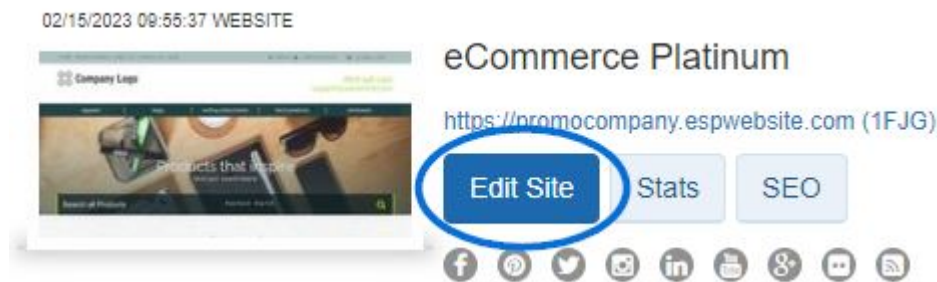 02/15/2023 09:55:37 WEBSITE
eCommerce Platinum
Company Logo
https://promocompany.espwebsite.com (1FJG)
Products that inspire
Edit Site
Stats
SEO
Search all Products